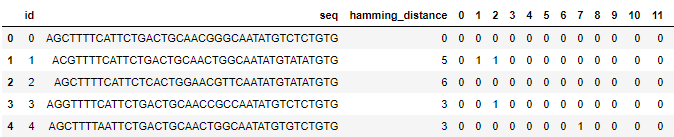 id seq hamming_distance 0 1 2 3 4 5 6 7 8 9 10 11
0 0 AGCTTTTCATTCTGACTGCAACGGGCAATATGTCTCTGTG 0 0 0 0 0 0 0 0 0 0 0 0 0
1 1 ACGTTTTCATTCTGACTGCAACTGGCAATATGTATATGTG 5 0 1 1 0 0 0 0 0 0 0 0 0
2 2 AGCTTTTCATTCTCACTGGAACGTTCAATATGTATCTGTG 6 0 0 0 0 0 0 0 0 0 0 0 0
3 3 AGGTTTTCATTCTGACTGCAACCGCCAATATGTCTCTGTG 3 0 0 1 0 0 0 0 0 0 0 0 0
4 4 AGCTTTTAATTCTGACTGCAACTGGCAATATGTGTCTGTG 3 0 0 0 0 0 0 0 1 0 0 0 0